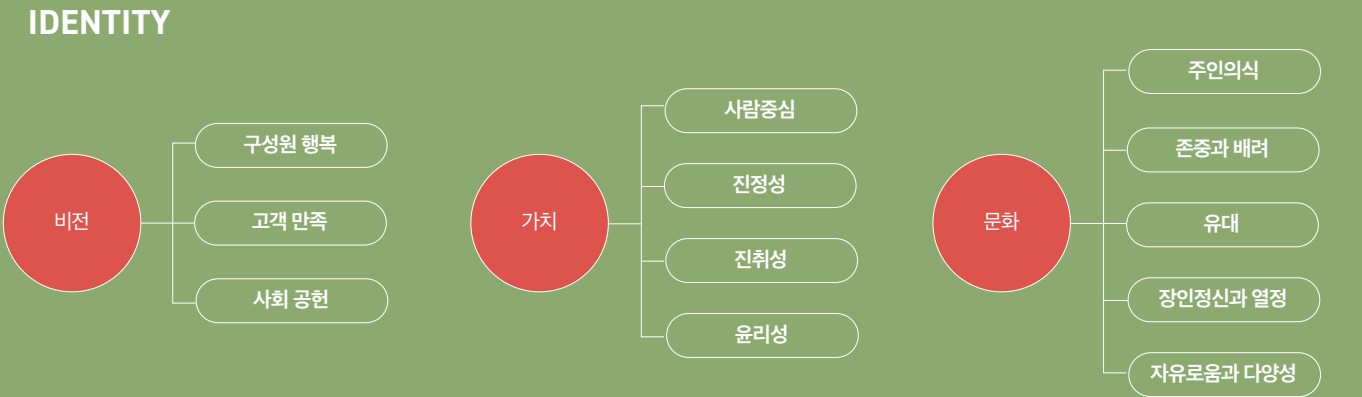 IDENTITY
비전
구성원 행복
고객 만족
사회 공헌
가치
사람중심
진정성
진취성
윤리성
문화
주인의식
존중과 배려
유대
장인정신과 열정
자유로움과 다양성